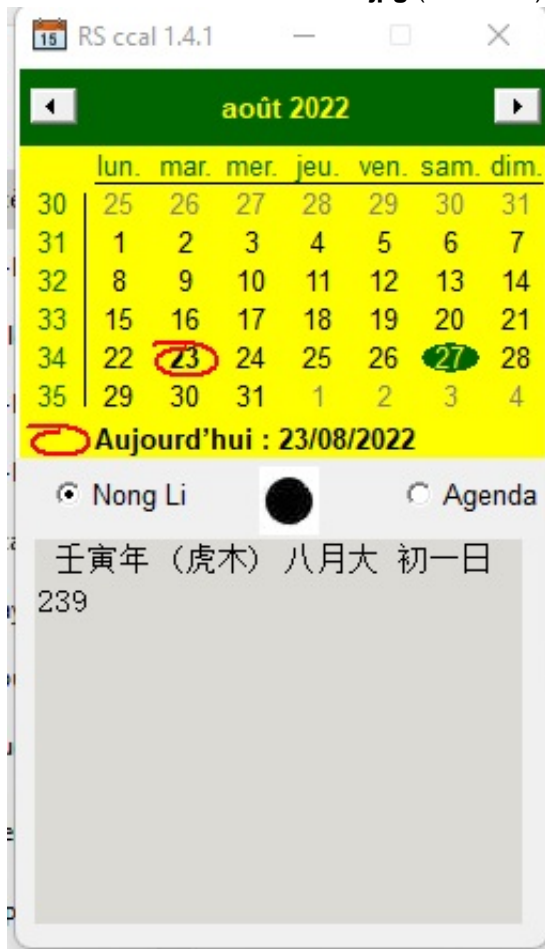 .jpg (
15 RS ccal 1.4.1
août 2022
lun. mar. mer. jeu. ven. sam. dim.
30 25 26 27 28 29 30 31
31 1 2 3 4 5 6 7
32 8 9 10 11 12 13 14
33 15 16 17 18 19 20 21
34 22 23 24 25 26 27 28
35 29 30 31 1 2 3 4
Aujourd'hui : 23/08/2022
Nong Li Agenda
壬寅年 (虎木) 八月大 初一日
239